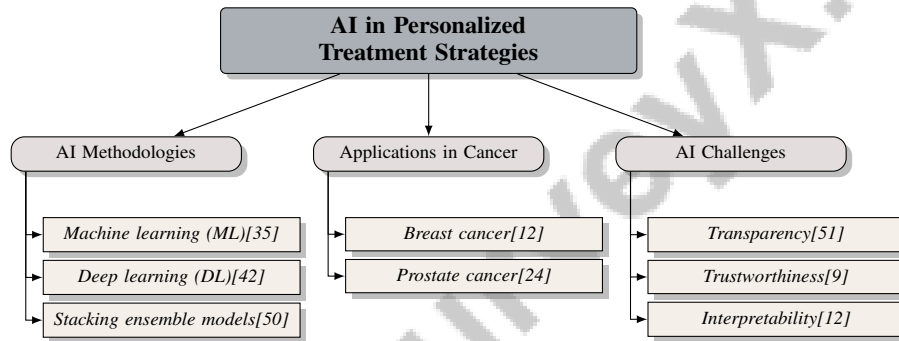 AI in Personalized
Treatment Strategies
AI Methodologies
Applications in Cancer
AI Challenges
Machine learning (ML)[35]
Breast cancer[12]
Transparency[51]
Deep learning (DL)[42]
Prostate cancer[24]
Trustworthiness[9]
Stacking ensemble models[50]
Interpretability[12]